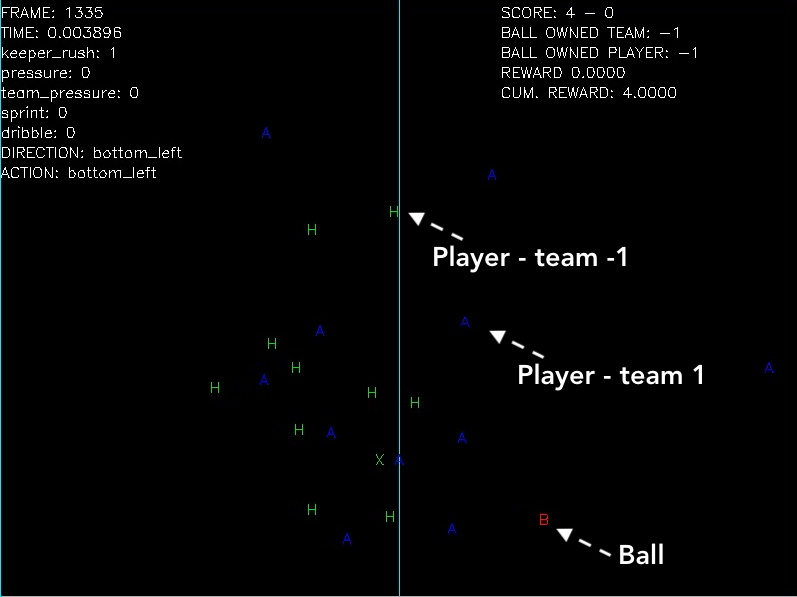 FRAME: 1335
TIME: 0.003896
keeper_rush: 1
pressure: 0
team_pressure: 0
sprint: 0
dribble: 0
DIRECTION: bottom_left
ACTION: bottom_left
SCORE: 4 - 0
BALL OWNED TEAM: -1
BALL OWNED PLAYER: -1
REWARD 0.0000
CUM. REWARD: 4.0000
A
A
H
H
Player - team -1
A
A
H
H
A
Player - team 1
A
H
H
H
H
A
A
X
A
H
H
B
A
A
Ball